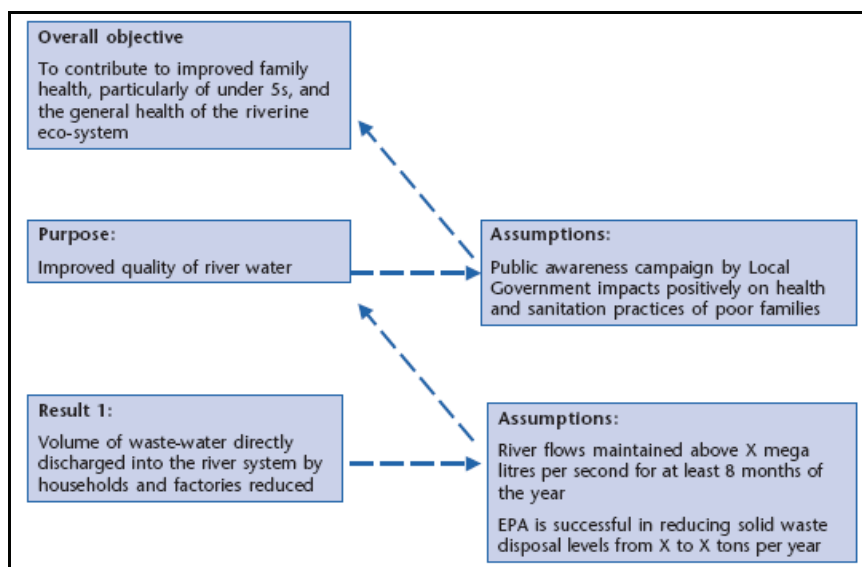 Overall objective
To contribute to improved family
health, particularly of under 5s, and
the general health of the riverine
eco-system
Purpose:
Improved quality of river water
Assumptions:
Public awareness campaign by Local
Government impacts positively on health
and sanitation practices of poor families
Result 1:
Volume of waste-water directly
discharged into the river system by
households and factories reduced
Assumptions:
River flows maintained above X mega
litres per second for at least 8 months of
the year
EPA is successful in reducing solid waste
disposal levels from X to X tons per year